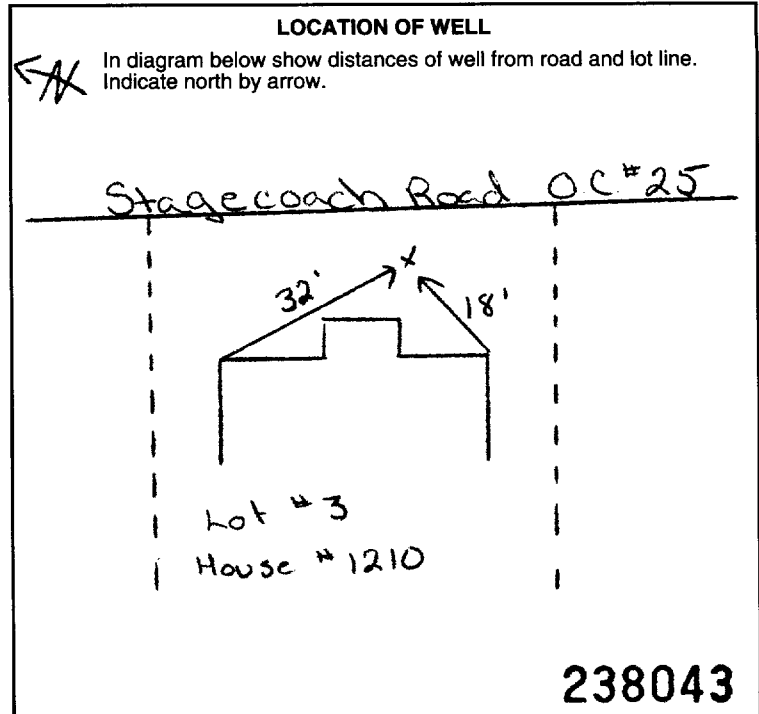 LOCATION OF WELL
In diagram below show distances of well from road and lot line.
Indicate north by arrow.
N
Stagecoach Road OC #25
X
32'
18'
Lot #3
House #1210
238043